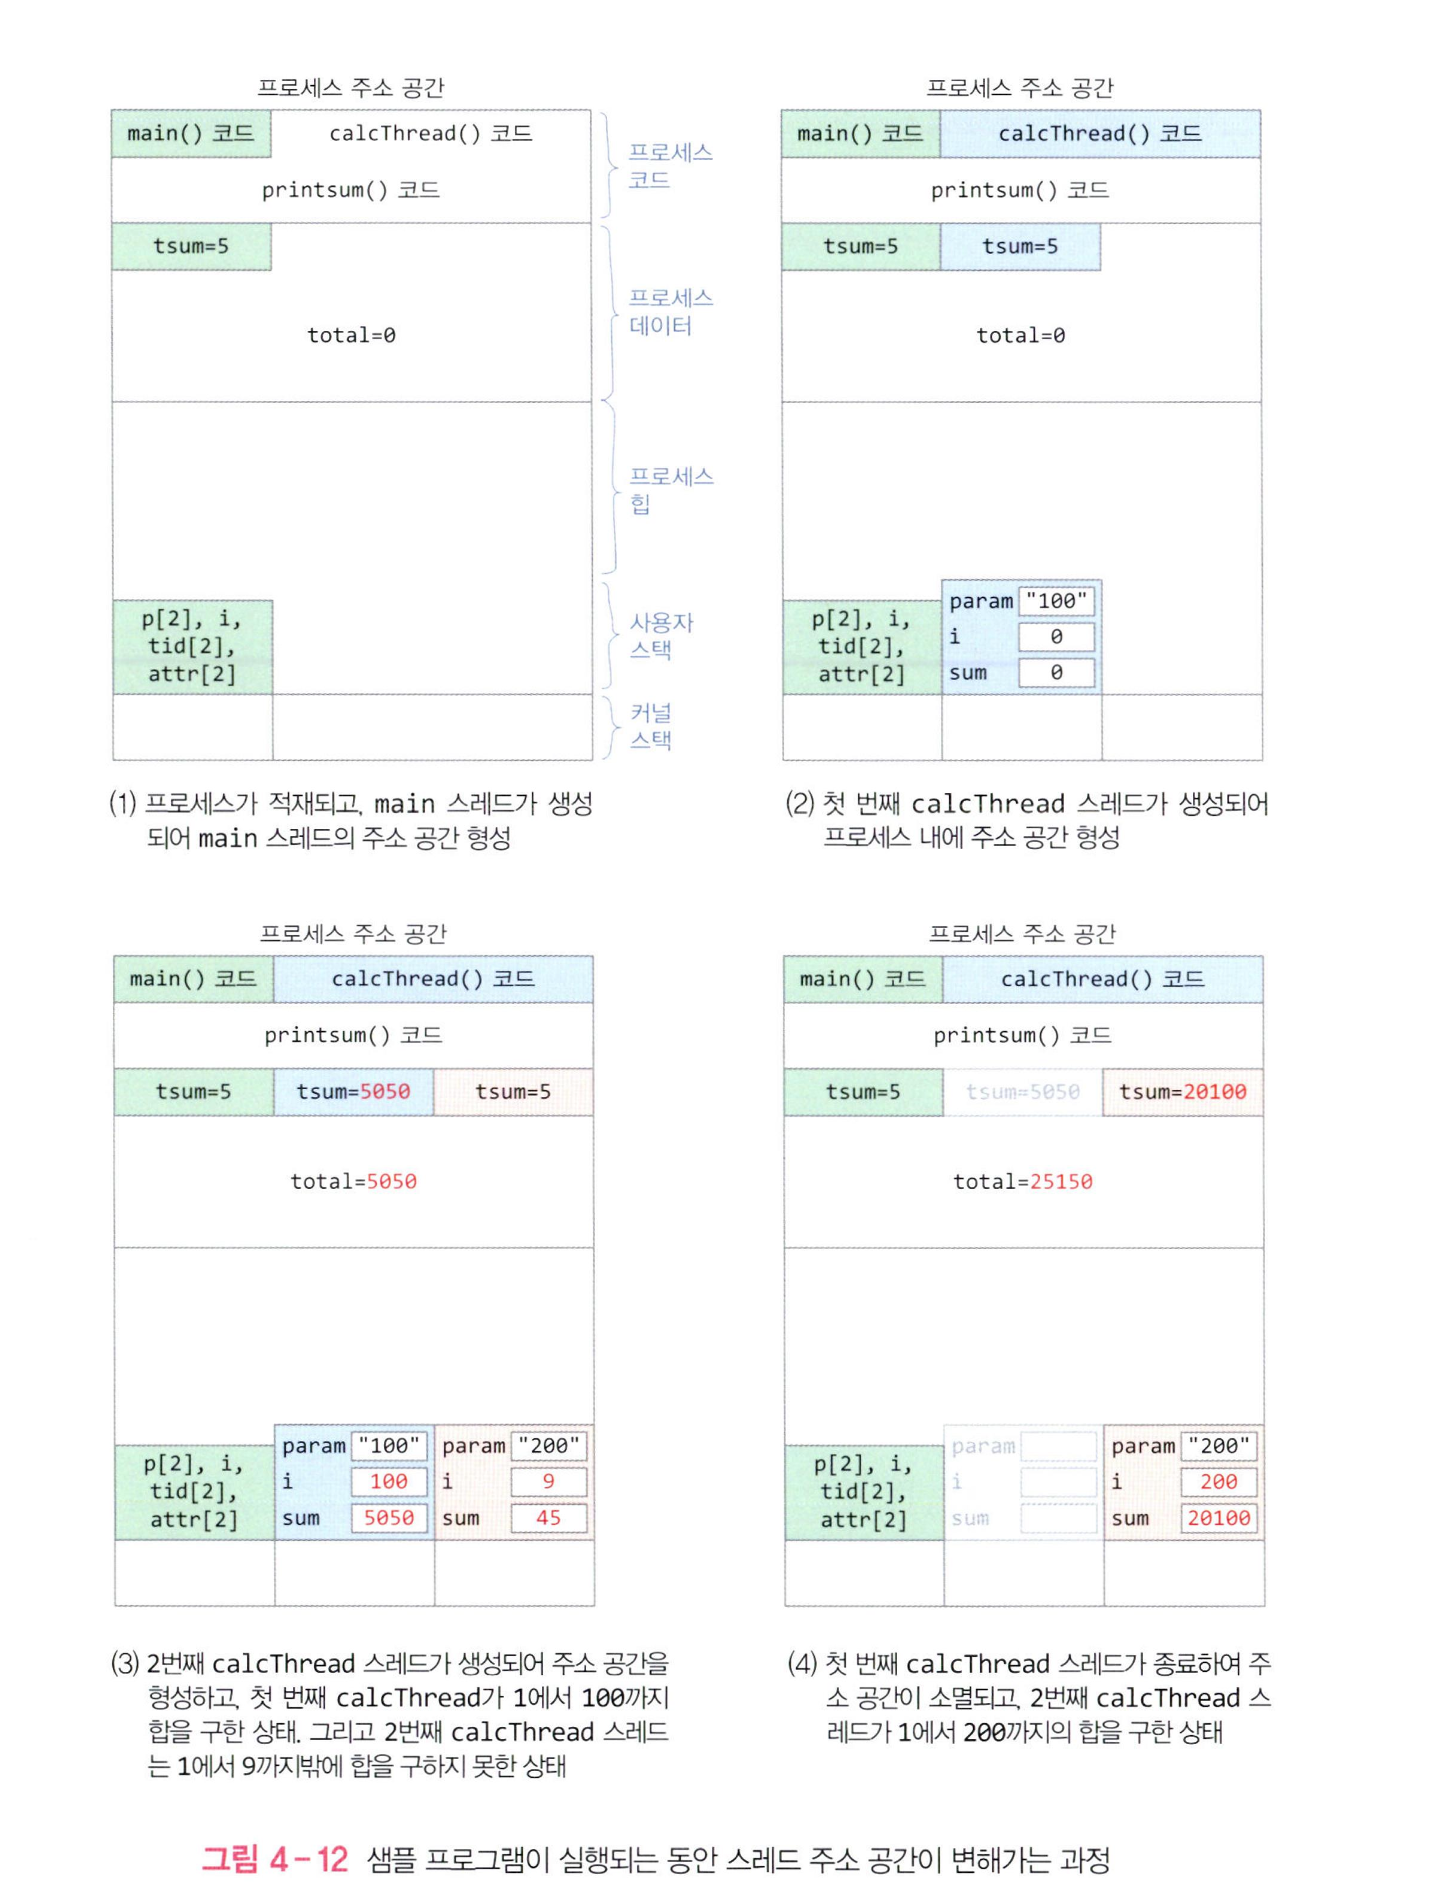 프로세스 주소 공간
main() 코드
calcThread() 코드
printsum() 코드
tsum=5
total=0
p[2], i,
tid[2],
attr[2]
프로세스
코드
프로세스
데이터
프로세스
힙
사용자
스택
커널
스택
(1) 프로세스가 적재되고, main 스레드가 생성
되어 main 스레드의 주소 공간 형성
프로세스 주소 공간
main() 코드
calcThread() 코드
printsum() 코드
tsum=5
tsum=5
total=0
p[2], i,
tid[2],
attr[2]
param "100"
i 0
sum 0
(2) 첫 번째 calcThread 스레드가 생성되어
프로세스 내에 주소 공간 형성
프로세스 주소 공간
main() 코드
calcThread() 코드
printsum() 코드
tsum=5
tsum=5050
tsum=5
total=5050
p[2], i,
tid[2],
attr[2]
param "100"
i 100
sum 5050
param "200"
i 9
sum 45
(3) 2번째 calcThread 스레드가 생성되어 주소 공간을
형성하고, 첫 번째 calcThread가 1에서 100까지
합을 구한 상태. 그리고 2번째 calcThread 스레드
는 1에서 9까지밖에 합을 구하지 못한 상태
프로세스 주소 공간
main() 코드
calcThread() 코드
printsum() 코드
tsum=5
tsum=5050
tsum=20100
total=25150
p[2], i,
tid[2],
attr[2]
param
i
sum
param "200"
i 200
sum 20100
(4) 첫 번째 calcThread 스레드가 종료하여 주
소 공간이 소멸되고, 2번째 calcThread 스
레드가 1에서 200까지의 합을 구한 상태
그림 4-12 샘플 프로그램이 실행되는 동안 스레드 주소 공간이 변해가는 과정